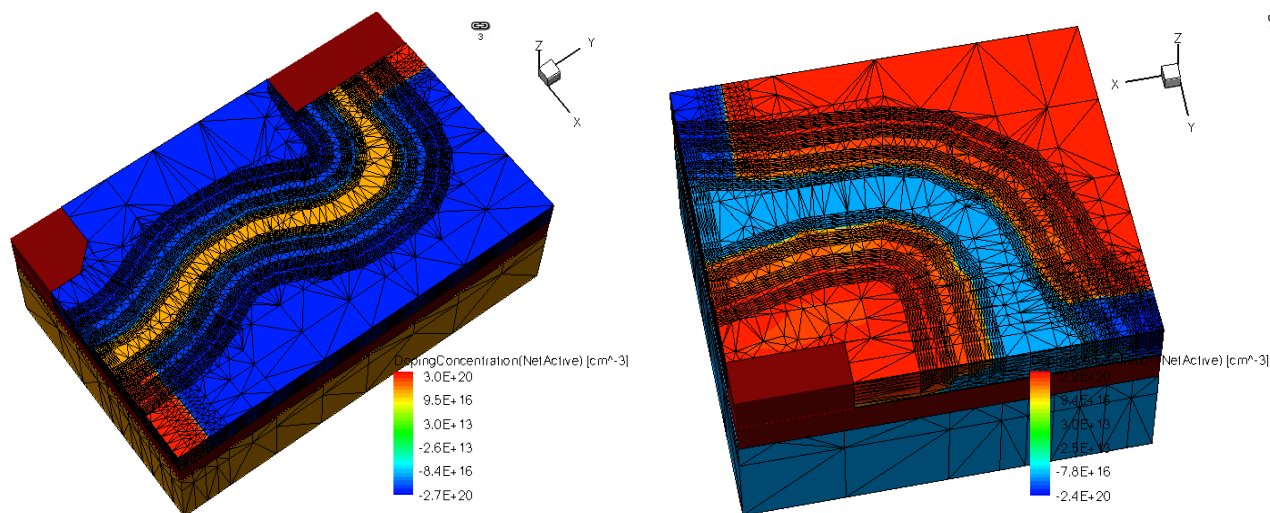 3
Z
Y
X
DopingConcentration(NetActive) [cm^-3]
3.0E+20
9.5E+16
3.0E+13
-2.6E+13
-8.4E+16
-2.7E+20
Z
X
Y
(NetActive) [cm^-3]
+20
9.4E+16
3.0E+13
-7.8E+16
-2.4E+20